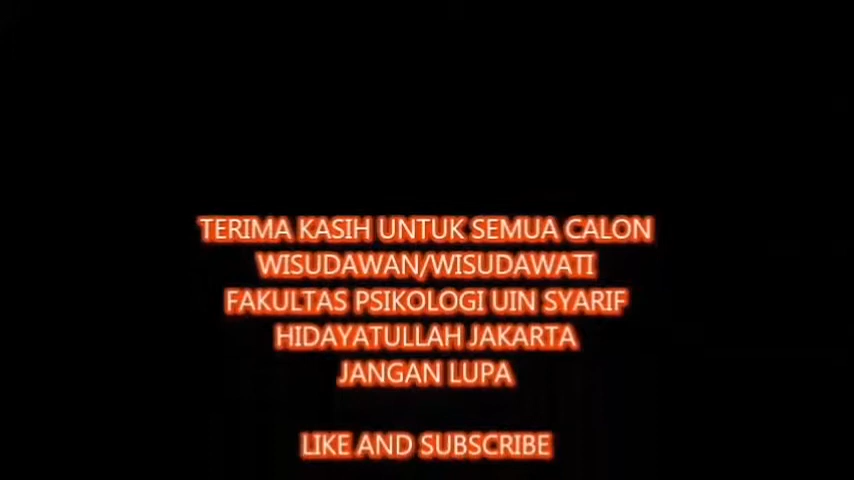 TERIMA KASIH UNTUK SEMUA CALON
WISUDAWAN/WISUDAWATI
FAKULTAS PSIKOLOGI UIN SYARIF
HIDAYATULLAH JAKARTA
JANGAN LUPA
LIKE AND SUBSCRIBE